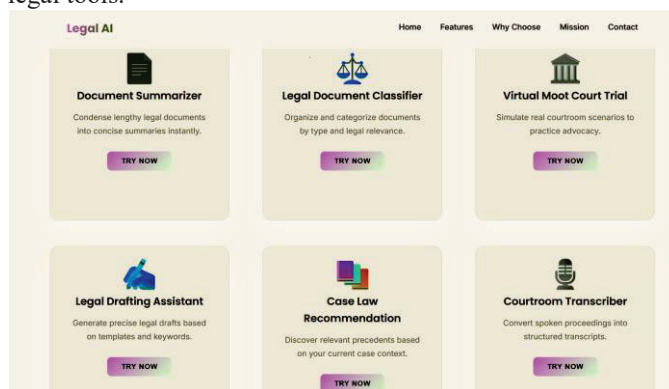 legal tools.
Legal AI
Home Features Why Choose Mission Contact
Document Summarizer
Condense lengthy legal documents
into concise summaries instantly.
TRY NOW
Legal Document Classifier
Organize and categorize documents
by type and legal relevance.
TRY NOW
Virtual Moot Court Trial
Simulate real courtroom scenarios to
practice advocacy.
TRY NOW
Legal Drafting Assistant
Generate precise legal drafts based
on templates and keywords.
TRY NOW
Case Law
Recommendation
Discover relevant precedents based
on your current case context.
TRY NOW
Courtroom Transcriber
Convert spoken proceedings into
structured transcripts.
TRY NOW